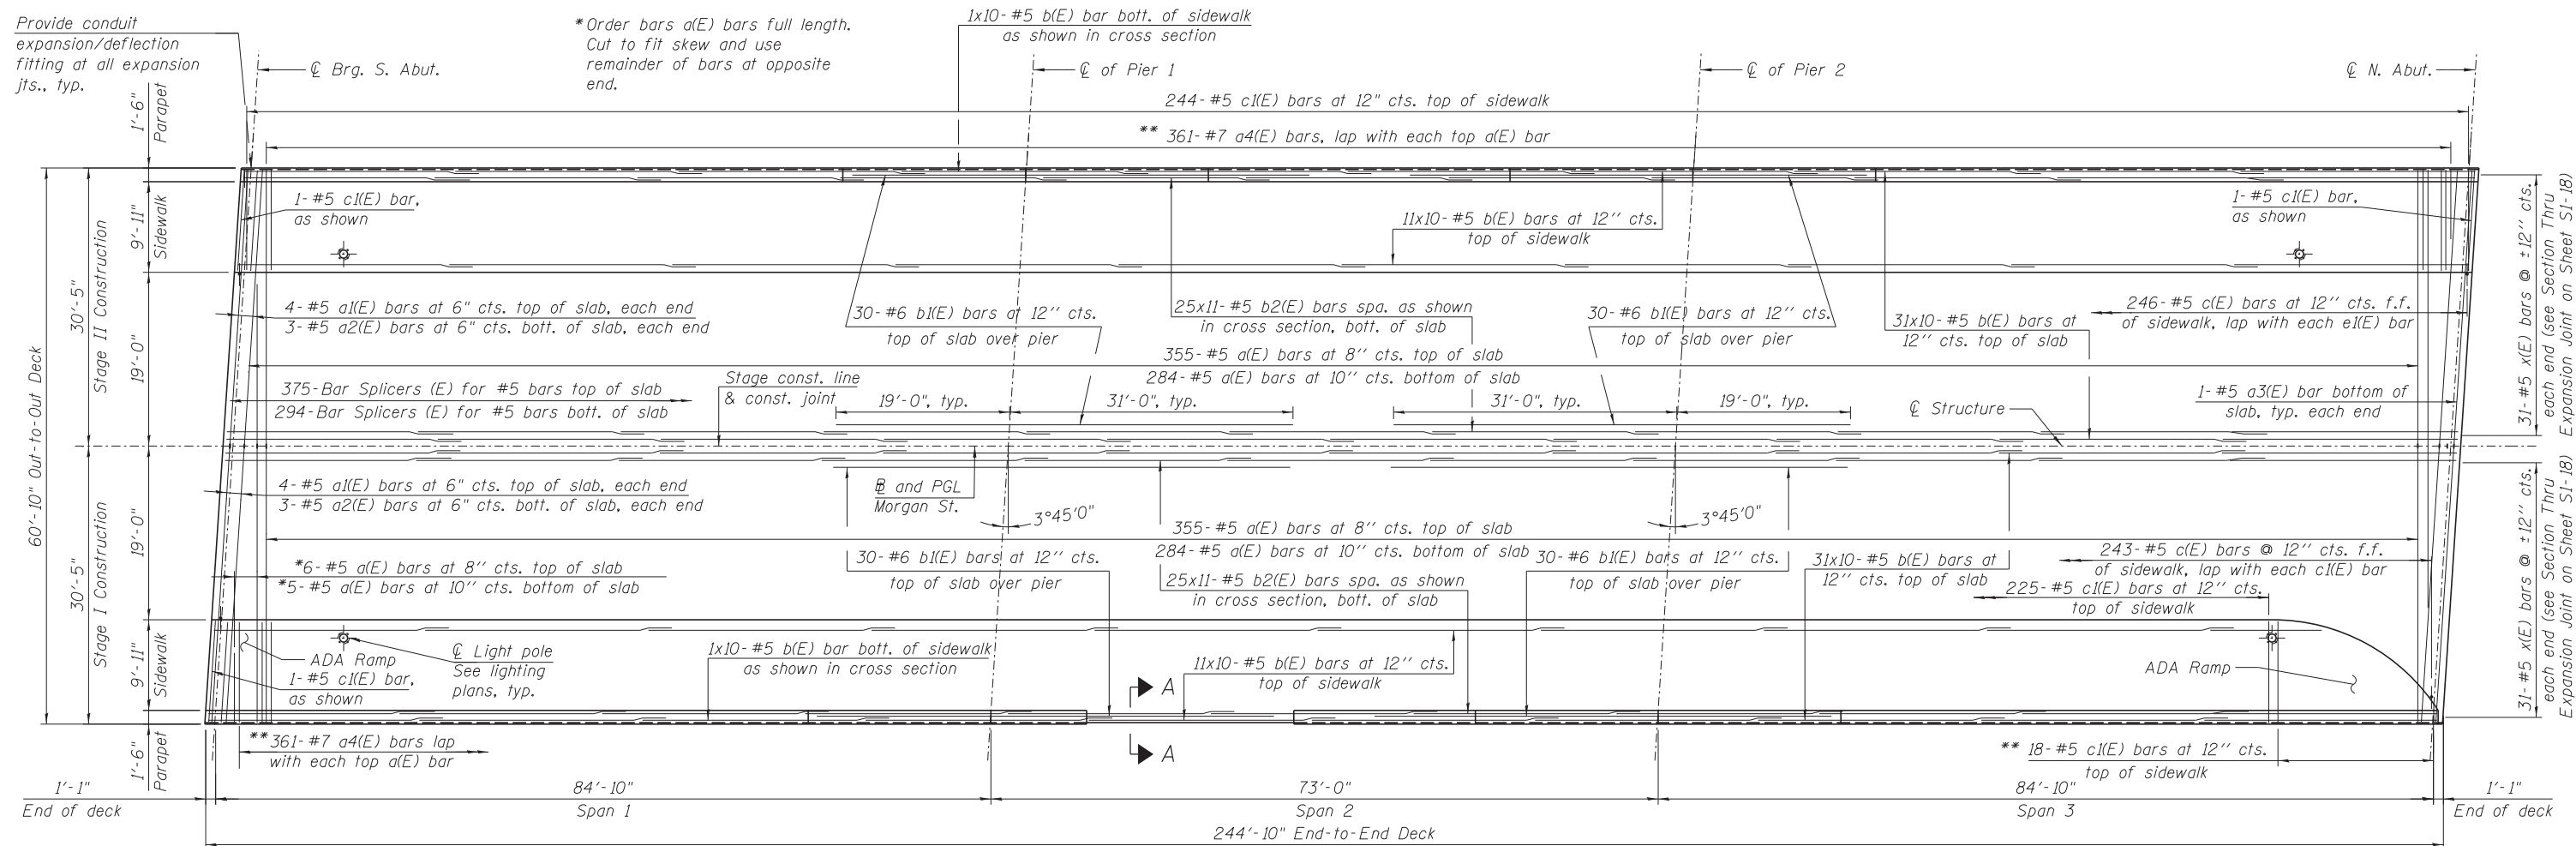 Provide conduit
expansion/deflection
fitting at all expansion
jts., typ.
* Order bars a(E) bars full length.
Cut to fit skew and use
remainder of bars at opposite
end.
1x10-#5 b(E) bar bott. of sidewalk
as shown in cross section
℄ Brg. S. Abut.
℄ of Pier 1
℄ of Pier 2
℄ N. Abut.
244-#5 c1(E) bars at 12" cts. top of sidewalk
** 361-#7 a4(E) bars, lap with each top a(E) bar
1'-6"
Parapet
9'-11"
Sidewalk
19'-0"
30'-5"
Stage II Construction
60'-10" Out-to-Out Deck
1-#5 c1(E) bar,
as shown
11x10-#5 b(E) bars at 12" cts.
top of sidewalk
1-#5 c1(E) bar,
as shown
31-#5 x(E) bars @ ±12" cts.
each end (see Section Thru
Expansion Joint on Sheet S1-18)
4-#5 a1(E) bars at 6" cts. top of slab, each end
3-#5 a2(E) bars at 6" cts. bott. of slab, each end
30-#6 b1(E) bars at 12" cts.
top of slab over pier
25x11-#5 b2(E) bars spa. as shown
in cross section, bott. of slab
30-#6 b1(E) bars at 12" cts.
top of slab over pier
31x10-#5 b(E) bars at
12" cts. top of slab
246-#5 c(E) bars at 12" cts. f.f.
of sidewalk, lap with each e1(E) bar
355-#5 a(E) bars at 8" cts. top of slab
284-#5 a(E) bars at 10" cts. bottom of slab
375-Bar Splicers (E) for #5 bars top of slab
294-Bar Splicers (E) for #5 bars bott. of slab
Stage const. line
& const. joint
19'-0", typ.
31'-0", typ.
31'-0", typ.
19'-0", typ.
℄ Structure
1-#5 a3(E) bar bottom of
slab, typ. each end
4-#5 a1(E) bars at 6" cts. top of slab, each end
3-#5 a2(E) bars at 6" cts. bott. of slab, each end
and PGL
Morgan St.
3°45'0"
3°45'0"
19'-0"
30'-5"
Stage I Construction
9'-11"
Sidewalk
1'-6"
Parapet
355-#5 a(E) bars at 8" cts. top of slab
284-#5 a(E) bars at 10" cts. bottom of slab
*6-#5 a(E) bars at 8" cts. top of slab
*5-#5 a(E) bars at 10" cts. bottom of slab
30-#6 b1(E) bars at 12" cts.
top of slab over pier
25x11-#5 b2(E) bars spa. as shown
in cross section, bott. of slab
30-#6 b1(E) bars at 12" cts.
top of slab over pier
31x10-#5 b(E) bars at
12" cts. top of slab
243-#5 c(E) bars @ 12" cts. f.f.
of sidewalk, lap with each c1(E) bar
225-#5 c1(E) bars at 12" cts.
top of sidewalk
31-#5 x(E) bars @ ±12" cts.
each end (see Section Thru
Expansion Joint on Sheet S1-18)
ADA Ramp
1-#5 c1(E) bar,
as shown
℄ Light pole
See lighting
plans, typ.
1x10-#5 b(E) bar bott. of sidewalk
as shown in cross section
11x10-#5 b(E) bars at 12" cts.
top of sidewalk
ADA Ramp
A
A
** 361-#7 a4(E) bars lap
with each top a(E) bar
** 18-#5 c1(E) bars at 12" cts.
top of sidewalk
1'-1"
End of deck
84'-10"
Span 1
73'-0"
Span 2
84'-10"
Span 3
1'-1"
End of deck
244'-10" End-to-End Deck